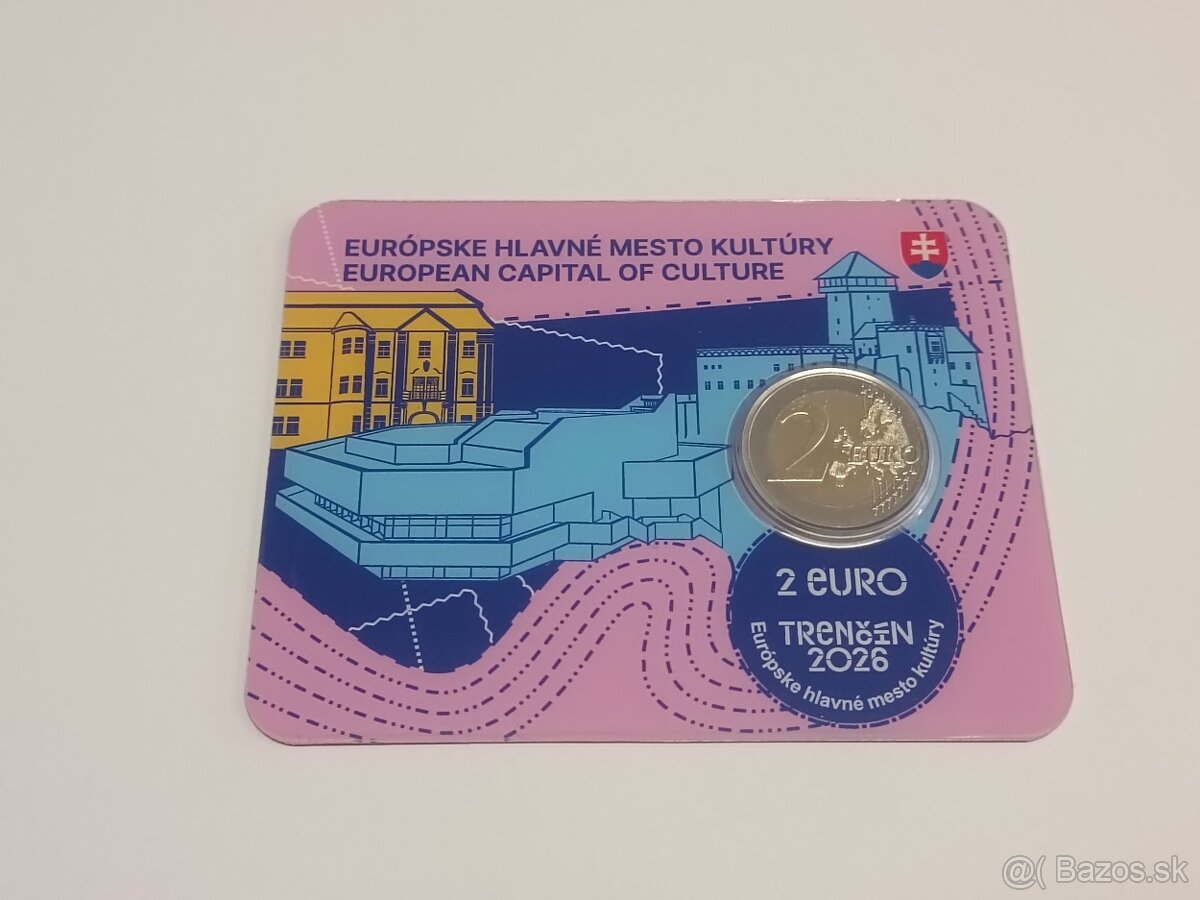 EURÓPSKE HLAVNÉ MESTO KULTÚRY
EUROPEAN CAPITAL OF CULTURE
2 EURO
2 eURO
TRENČÍN
2026
Európske hlavné mesto kultúry
@( Bazos.sk